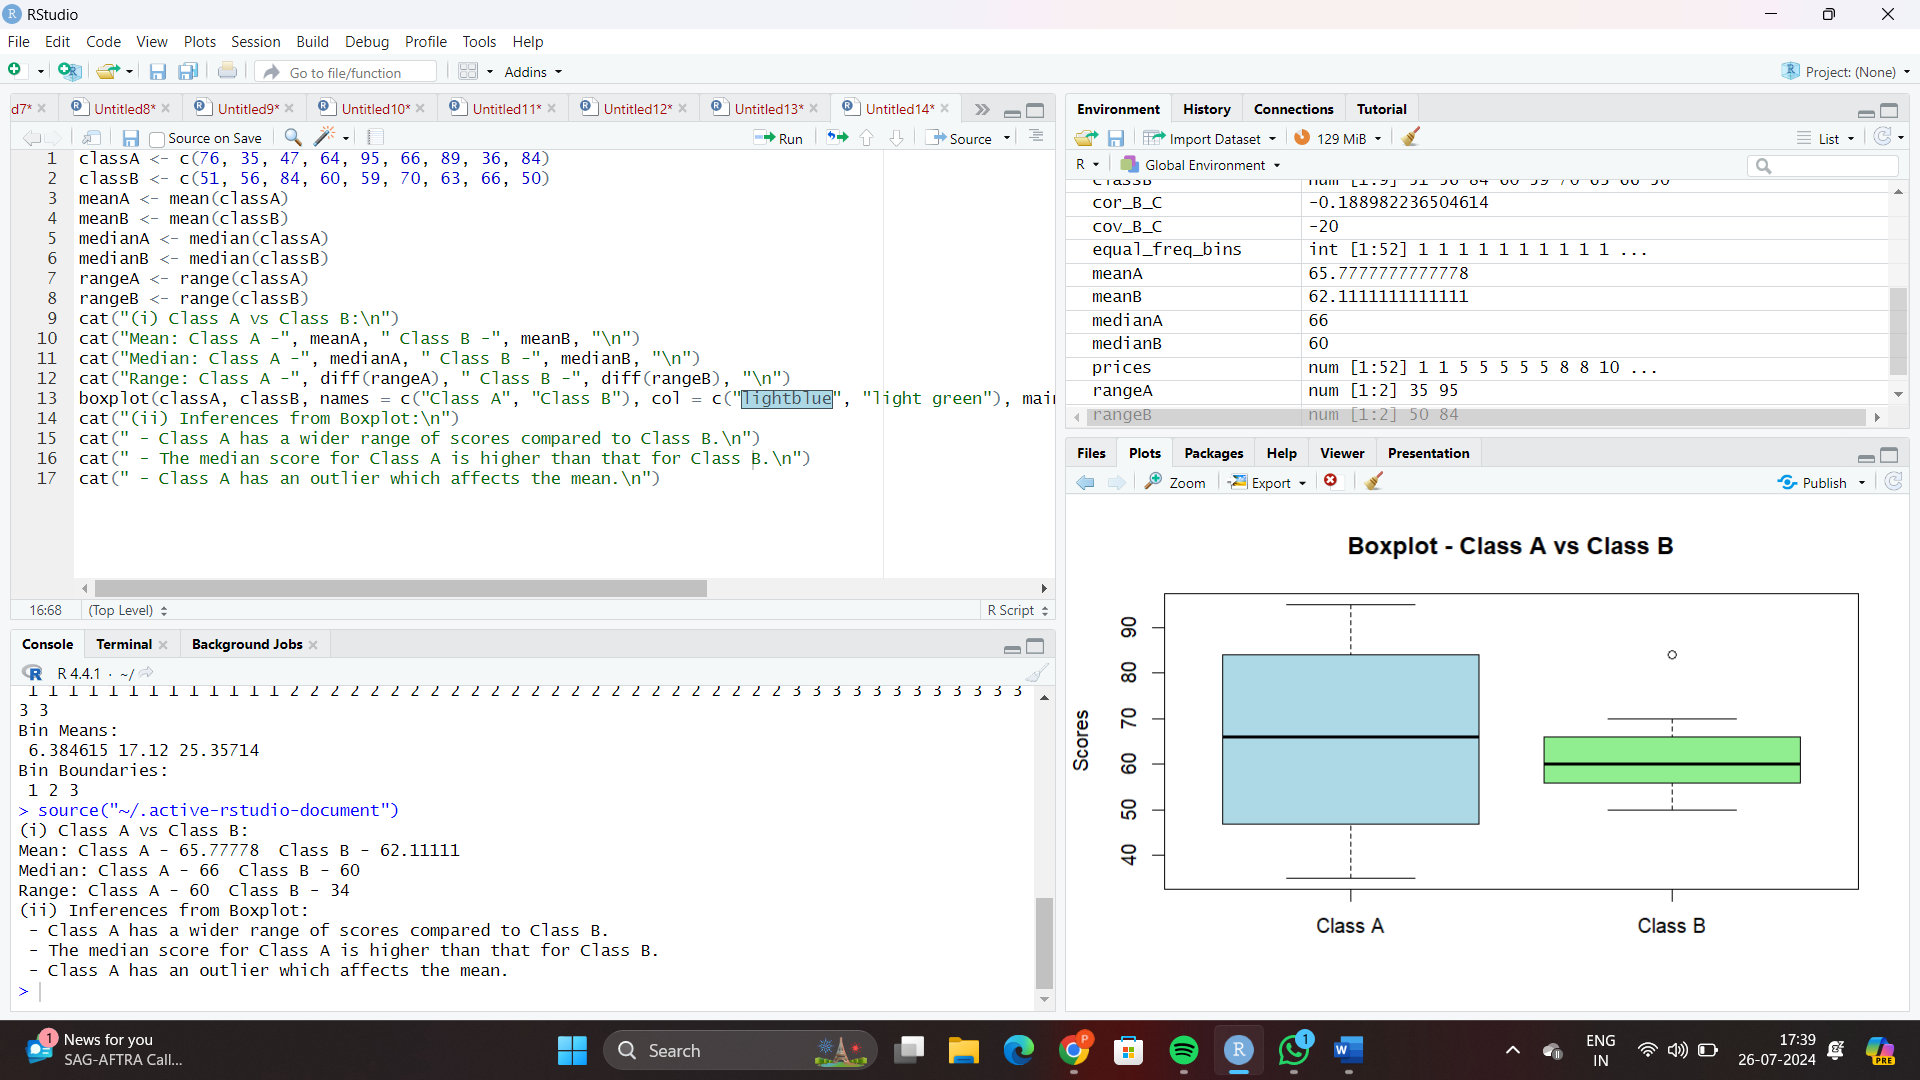 RStudio
File Edit Code View Plots Session Build Debug Profile Tools Help
Go to file/function Addins Project: (None)
d7* Untitled8* Untitled9* Untitled10* Untitled11* Untitled12* Untitled13* Untitled14*
Source on Save Run Source
1 classA <- c(76, 35, 47, 64, 95, 66, 89, 36, 84)
2 classB <- c(51, 56, 84, 60, 59, 70, 63, 66, 50)
3 meanA <- mean(classA)
4 meanB <- mean(classB)
5 medianA <- median(classA)
6 medianB <- median(classB)
7 rangeA <- range(classA)
8 rangeB <- range(classB)
9 cat("(i) Class A vs Class B:\n")
10 cat("Mean: Class A -", meanA, " Class B -", meanB, "\n")
11 cat("Median: Class A -", medianA, " Class B -", medianB, "\n")
12 cat("Range: Class A -", diff(rangeA), " Class B -", diff(rangeB), "\n")
13 boxplot(classA, classB, names = c("Class A", "Class B"), col = c("lightblue", "light green"), mai
14 cat("(ii) Inferences from Boxplot:\n")
15 cat(" - Class A has a wider range of scores compared to Class B.\n")
16 cat(" - The median score for Class A is higher than that for Class B.\n")
17 cat(" - Class A has an outlier which affects the mean.\n")
16:68 (Top Level) R Script
Console Terminal Background Jobs
R 4.4.1 · ~/
1 1 1 1 1 1 1 1 1 1 1 1 1 2 2 2 2 2 2 2 2 2 2 2 2 2 2 2 2 2 2 2 2 2 2 2 2 2 3 3 3 3 3 3 3 3 3 3 3 3
3 3
Bin Means:
6.384615 17.12 25.35714
Bin Boundaries:
1 2 3
> source("~/.active-rstudio-document")
(i) Class A vs Class B:
Mean: Class A - 65.77778 Class B - 62.11111
Median: Class A - 66 Class B - 60
Range: Class A - 60 Class B - 34
(ii) Inferences from Boxplot:
- Class A has a wider range of scores compared to Class B.
- The median score for Class A is higher than that for Class B.
- Class A has an outlier which affects the mean.
>
Environment History Connections Tutorial
Import Dataset 129 MiB List
R Global Environment
classB num [1:9] 51 56 84 60 59 70 63 66 50
cor_B_C -0.188982236504614
cov_B_C -20
equal_freq_bins int [1:52] 1 1 1 1 1 1 1 1 1 1 ...
meanA 65.7777777777778
meanB 62.1111111111111
medianA 66
medianB 60
prices num [1:52] 1 1 5 5 5 5 5 8 8 10 ...
rangeA num [1:2] 35 95
rangeB num [1:2] 50 84
Files Plots Packages Help Viewer Presentation
Zoom Export Publish
Boxplot - Class A vs Class B
Scores
90
80
70
60
50
40
Class A Class B
1 News for you
SAG-AFTRA Call...
Search
P
1
W
PRE
ENG
IN
17:39
26-07-2024